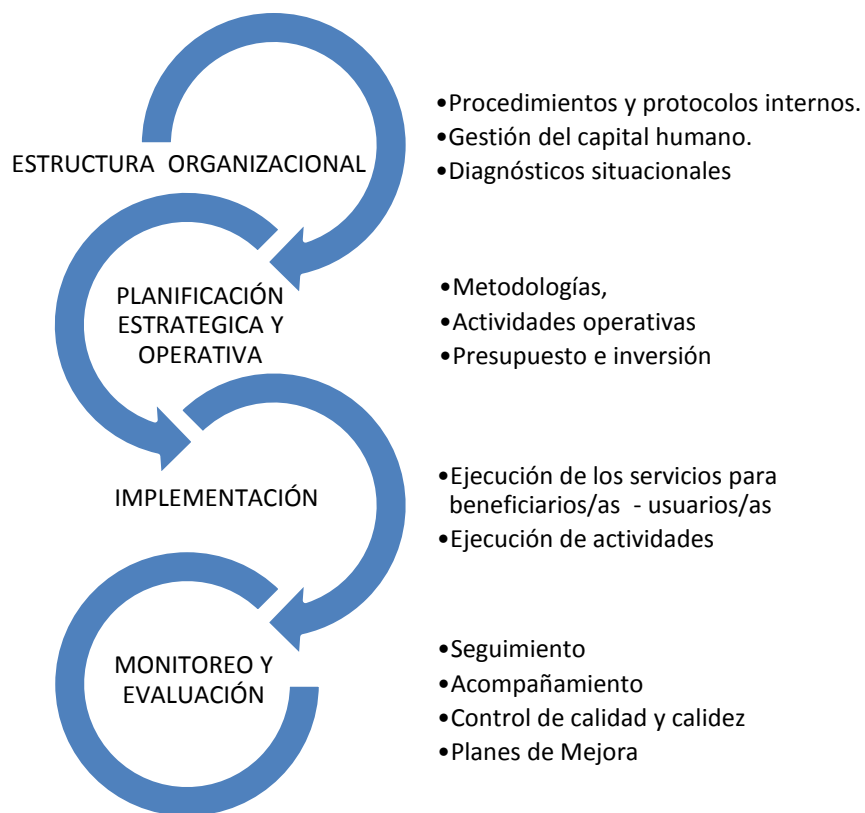 ESTRUCTURA ORGANIZACIONAL
•Procedimientos y protocolos internos.
•Gestión del capital humano.
•Diagnósticos situacionales
PLANIFICACIÓN
ESTRATEGICA Y
OPERATIVA
•Metodologías,
•Actividades operativas
•Presupuesto e inversión
IMPLEMENTACIÓN
•Ejecución de los servicios para
beneficiarios/as - usuarios/as
•Ejecución de actividades
MONITOREO Y
EVALUACIÓN
•Seguimiento
•Acompañamiento
•Control de calidad y calidez
•Planes de Mejora